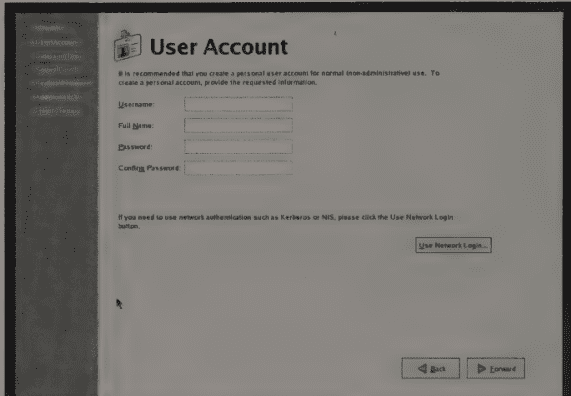 User Account
It is recommended that you create a personal user account for normal (non-administrative) use. To
create a personal account, provide the requested information.
Username:
Full Name:
Password:
Confirm Password:
If you need to use network authentication such as Kerberos or NIS, please click the Use Network Login
button.
Use Network Login...
Back
Forward